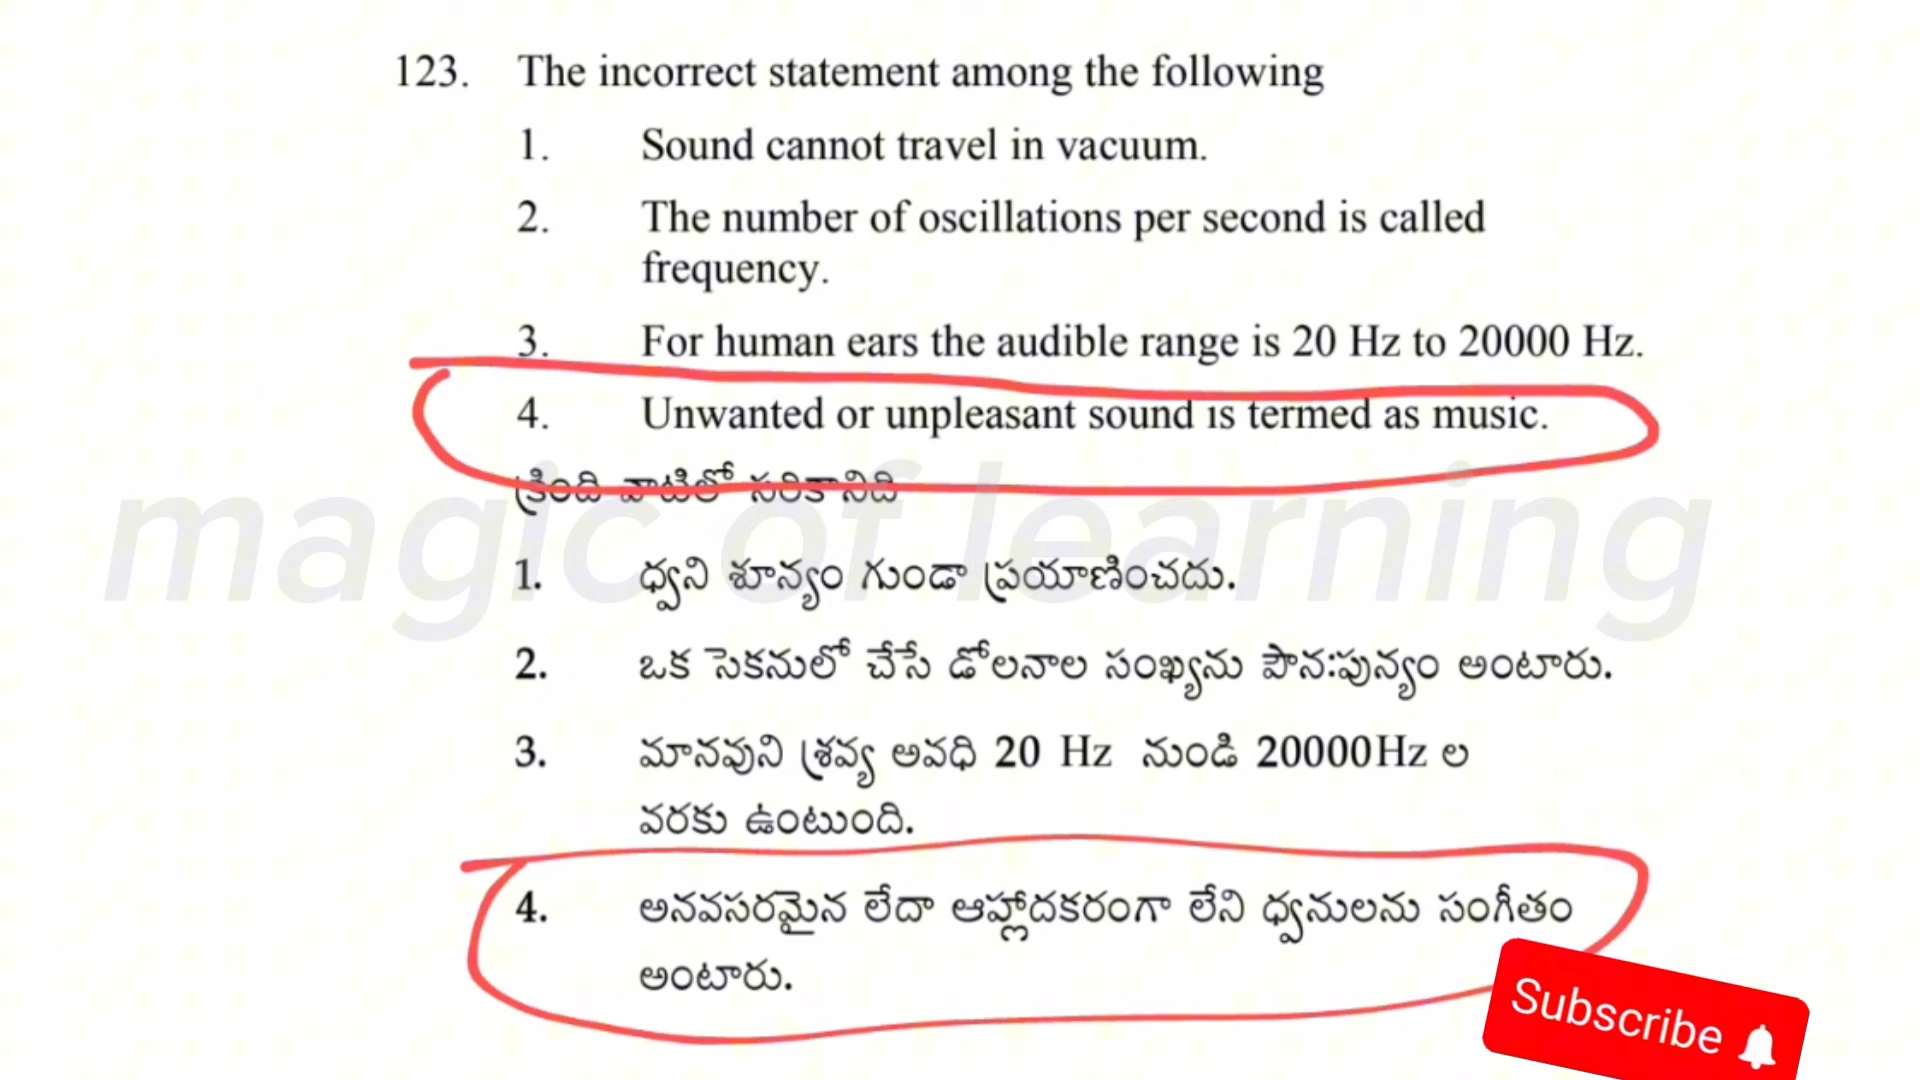 123. The incorrect statement among the following
1. Sound cannot travel in vacuum.
2. The number of oscillations per second is called
frequency.
3. For human ears the audible range is 20 Hz to 20000 Hz.
4. Unwanted or unpleasant sound is termed as music.
క్రింది వాటిలో సరికానిది
magic of learning
1. ధ్వని శూన్యం గుండా ప్రయాణించదు.
2. ఒక సెకనులో చేసే డోలనాల సంఖ్యను పౌనఃపున్యం అంటారు.
3. మానవుని శ్రవ్య అవధి 20 Hz నుండి 20000Hz ల
వరకు ఉంటుంది.
4. అనవసరమైన లేదా ఆహ్లాదకరంగా లేని ధ్వనులను సంగీతం
అంటారు.
Subscribe